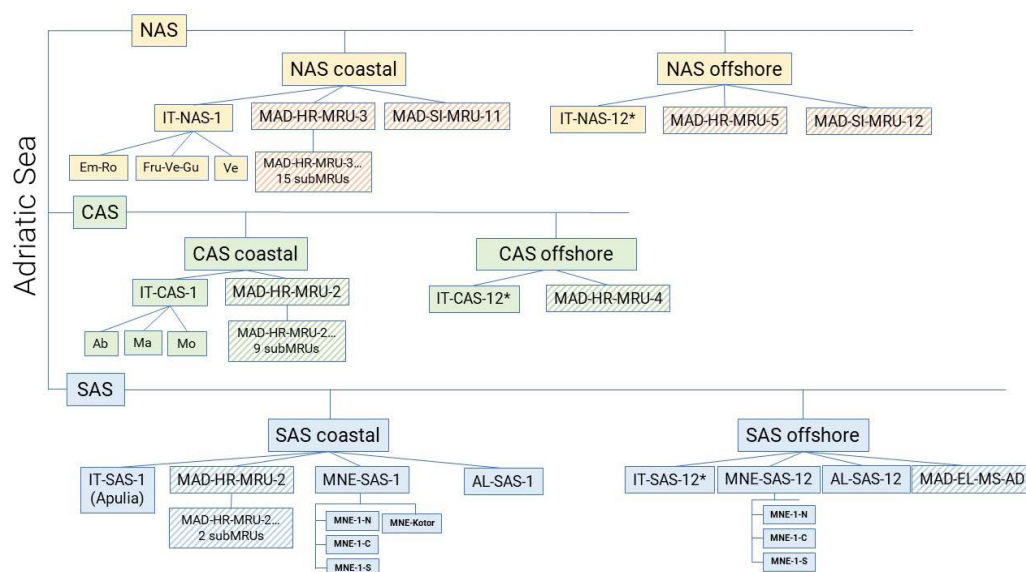 Adriatic Sea
NAS
NAS coastal
NAS offshore
IT-NAS-1
MAD-HR-MRU-3
MAD-SI-MRU-11
IT-NAS-12*
MAD-HR-MRU-5
MAD-SI-MRU-12
Em-Ro
Fru-Ve-Gu
Ve
MAD-HR-MRU-3...
15 subMRUs
CAS
CAS coastal
CAS offshore
IT-CAS-1
MAD-HR-MRU-2
IT-CAS-12*
MAD-HR-MRU-4
Ab
Ma
Mo
MAD-HR-MRU-2...
9 subMRUs
SAS
SAS coastal
SAS offshore
IT-SAS-1
(Apulia)
MAD-HR-MRU-2
MNE-SAS-1
AL-SAS-1
IT-SAS-12*
MNE-SAS-12
AL-SAS-12
MAD-EL-MS-AD
MAD-HR-MRU-2...
2 subMRUs
MNE-1-N
MNE-Kotor
MNE-1-C
MNE-1-S
MNE-1-N
MNE-1-C
MNE-1-S